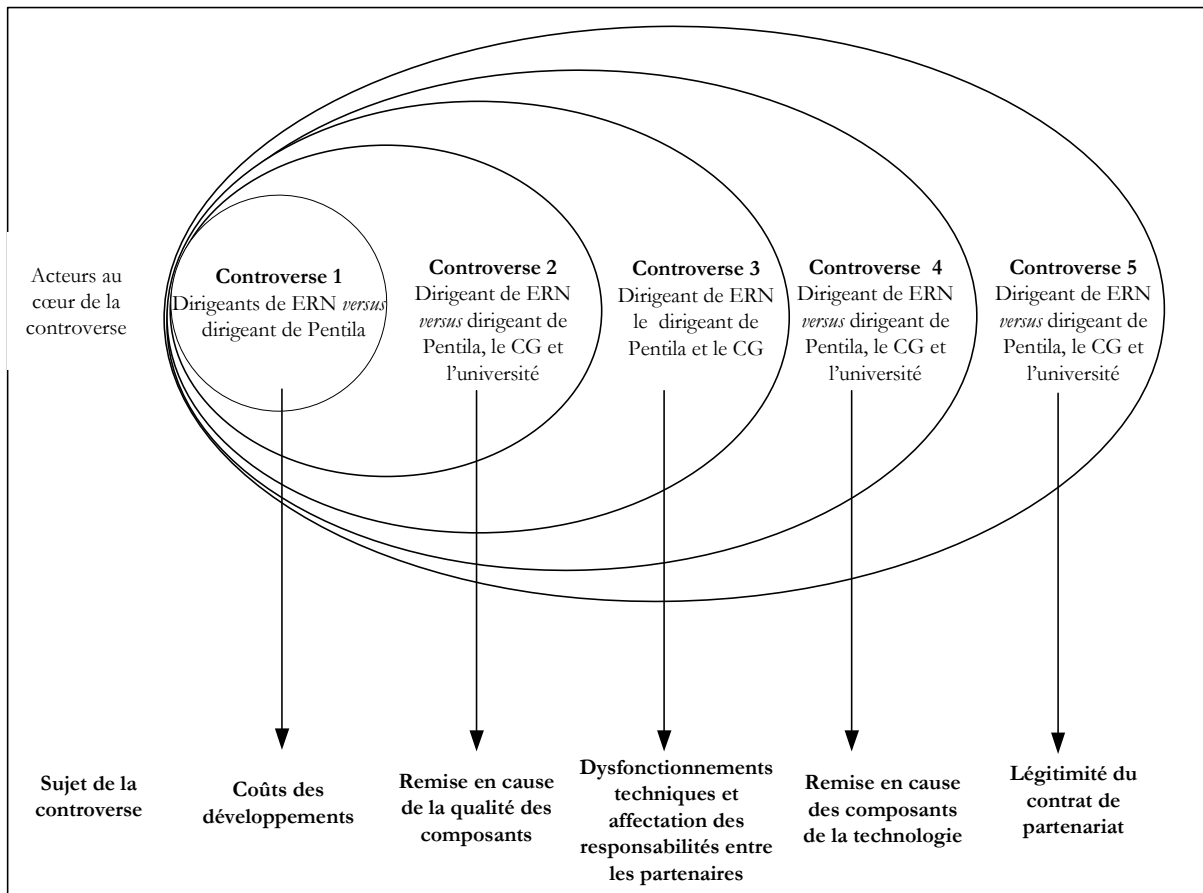 Acteurs au
cœur de la
controverse
Controverse 1
Dirigeants de ERN versus
dirigeant de Pentila
Controverse 2
Dirigeant de ERN
versus dirigeant de
Pentila, le CG et
l’université
Controverse 3
Dirigeant de ERN
le dirigeant de
Pentila et le CG
Controverse 4
Dirigeant de ERN
versus dirigeant de
Pentila, le CG et
l’université
Controverse 5
Dirigeant de ERN
versus dirigeant de
Pentila, le CG et
l’université
Sujet de la
controverse
Coûts des
développements
Remise en cause
de la qualité des
composants
Dysfonctionnements
techniques et
affectation des
responsabilités entre
les partenaires
Remise en cause
des composants
de la technologie
Légitimité du
contrat de
partenariat